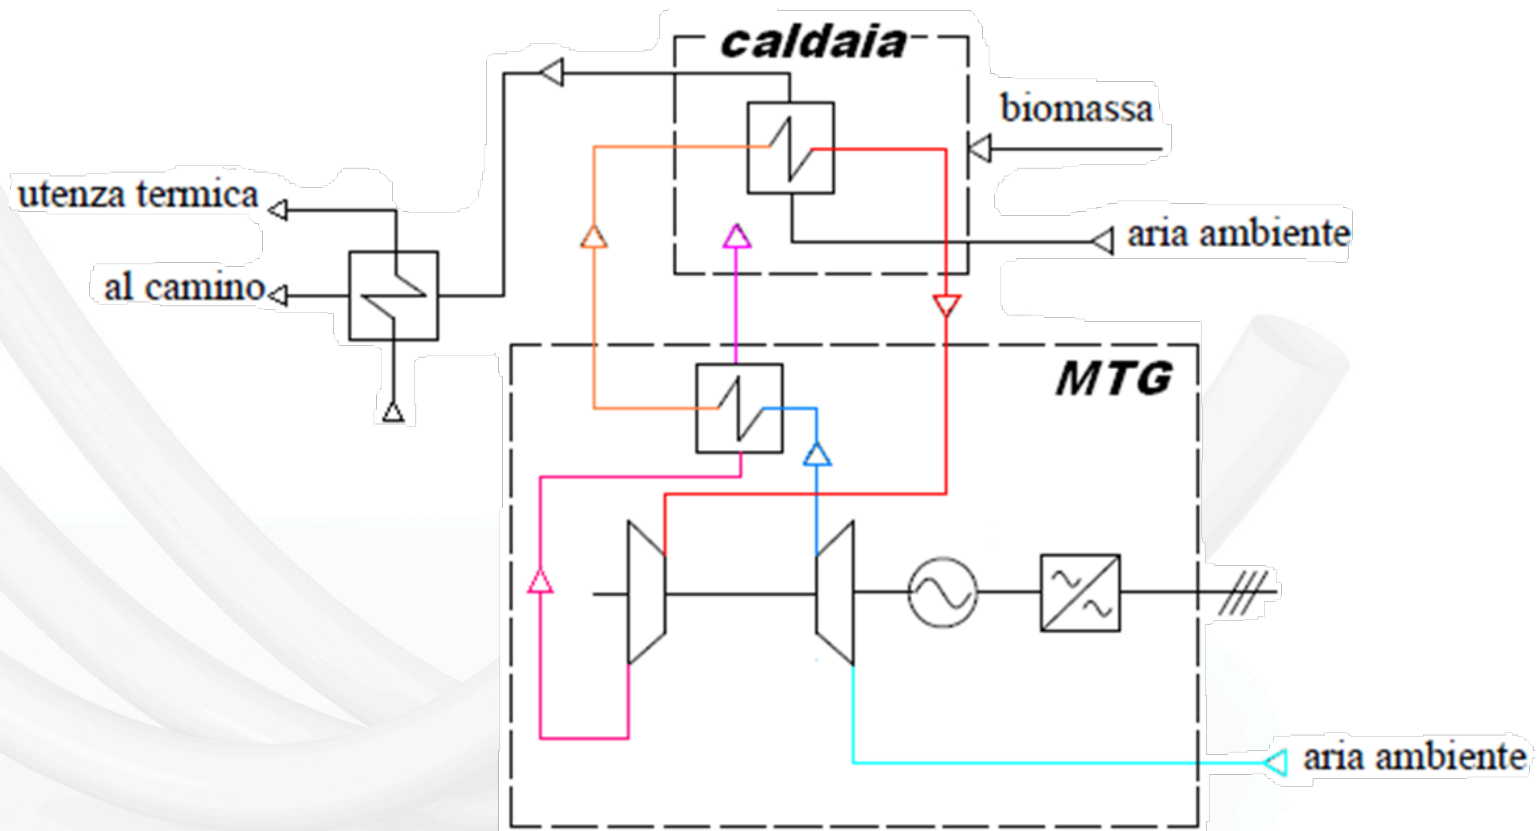 caldaia
biomassa
utenza termica
aria ambiente
al camino
MTG
aria ambiente